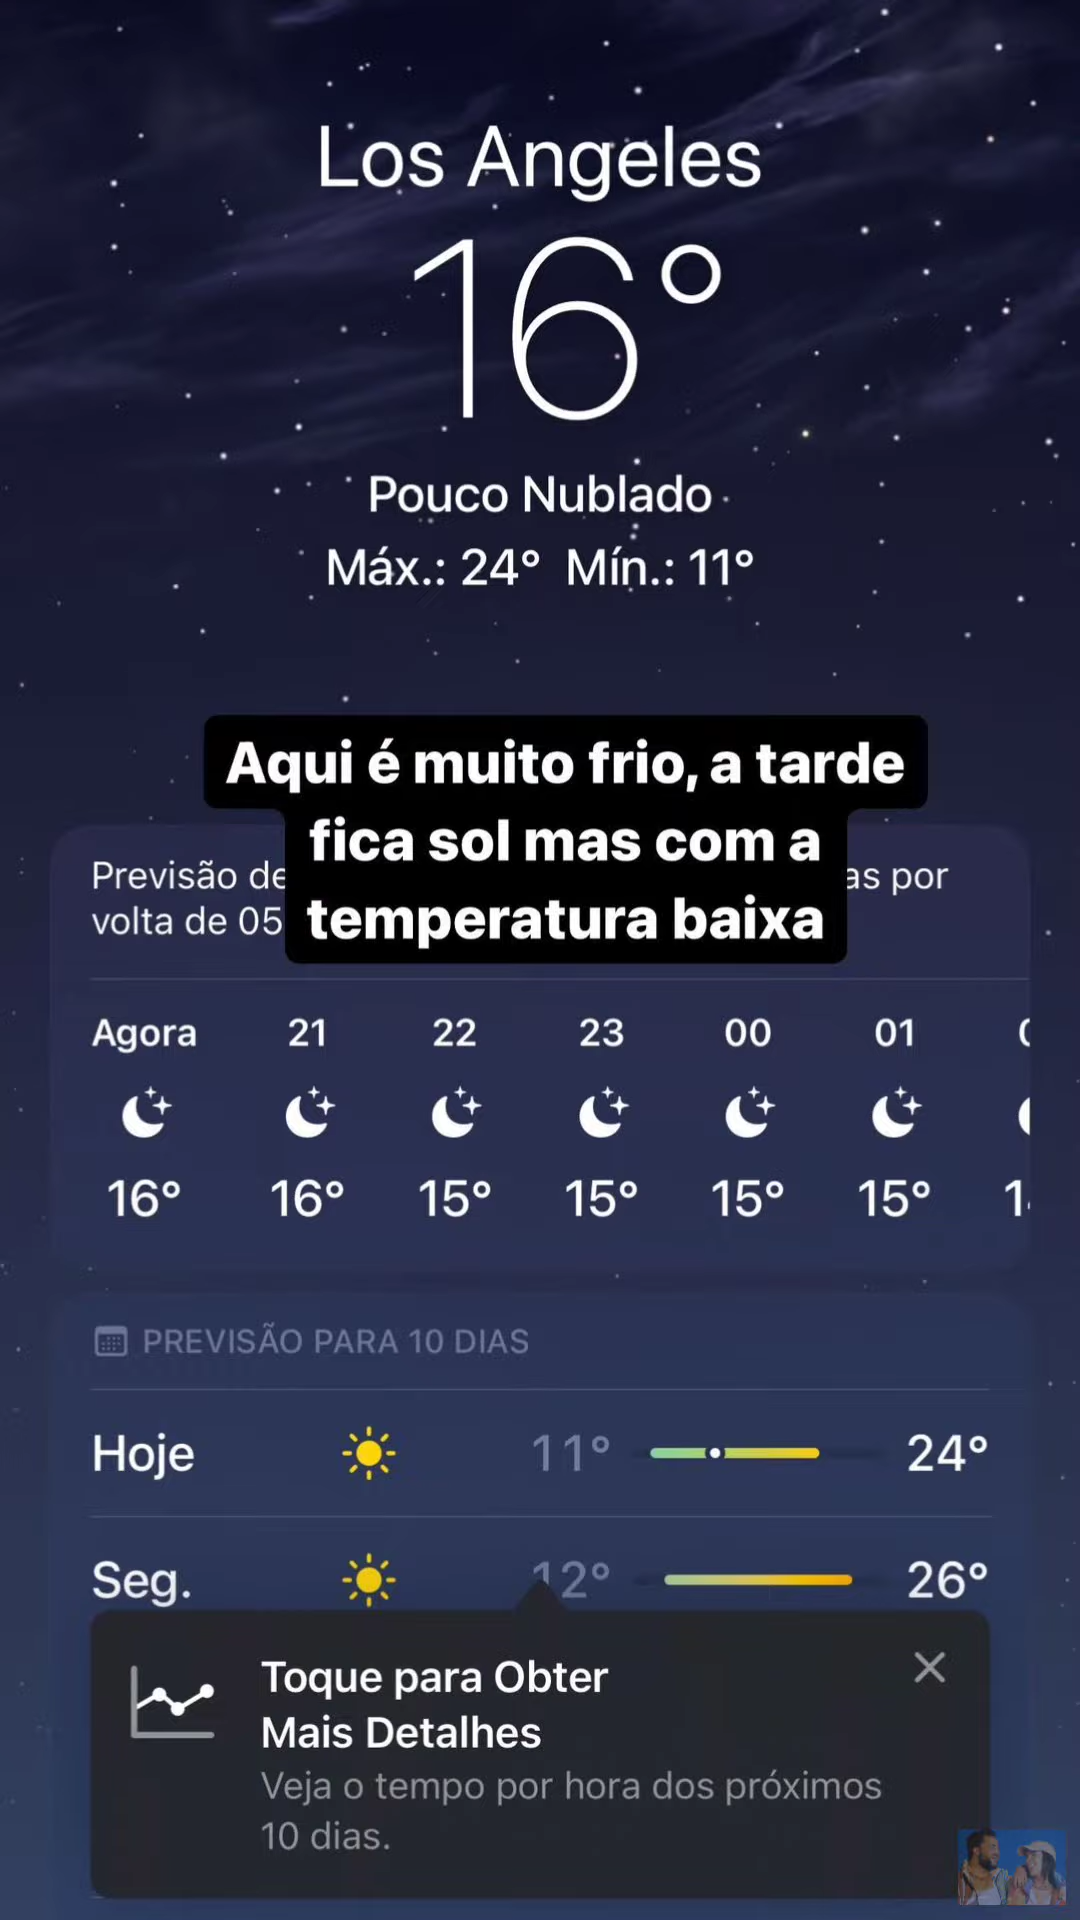 Los Angeles
16°
Pouco Nublado
Máx.: 24° Mín.: 11°
Aqui é muito frio, a tarde
fica sol mas com a
temperatura baixa
Previsão de
por
volta de 05
Agora 21 22 23 00 01
16° 16° 15° 15° 15° 15°
PREVISÃO PARA 10 DIAS
Hoje 11° 24°
Seg. 12° 26°
Toque para Obter
Mais Detalhes
Veja o tempo por hora dos próximos
10 dias.